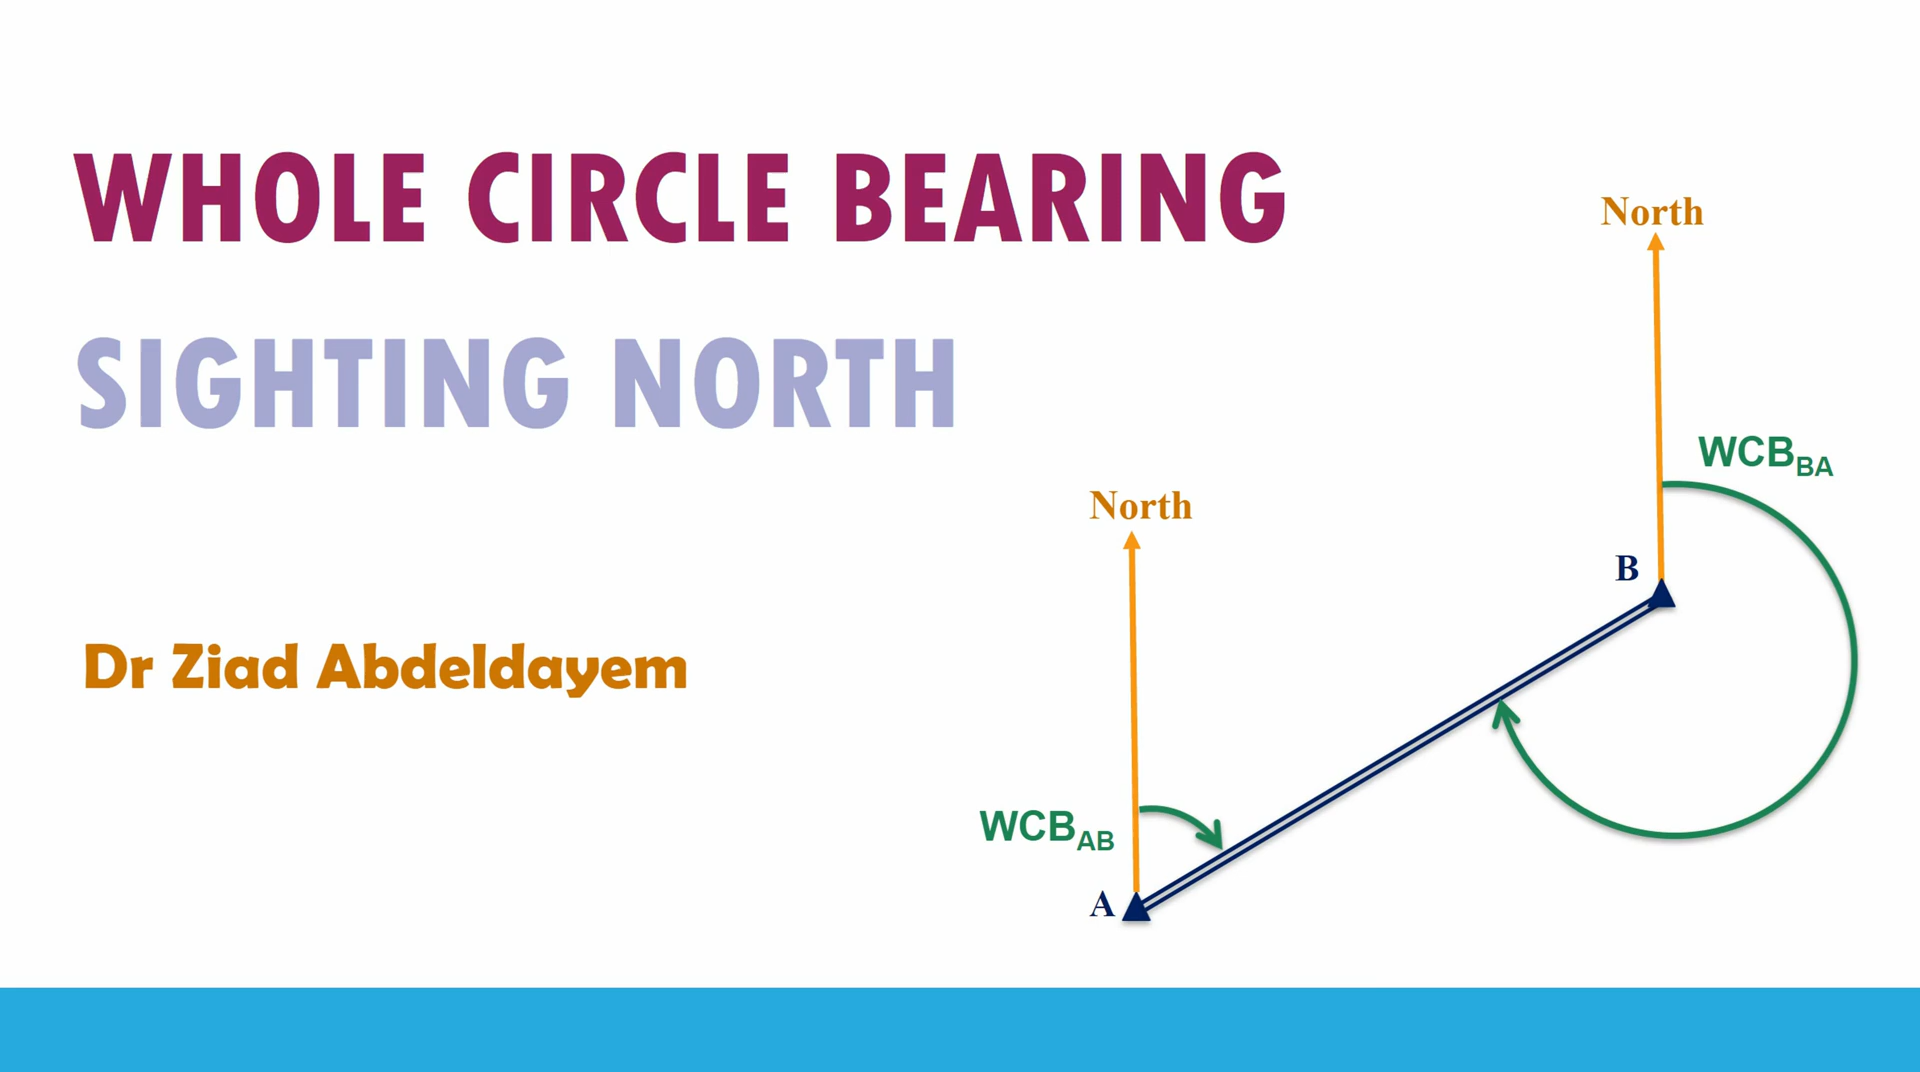 WHOLE CIRCLE BEARING
SIGHTING NORTH
Dr Ziad Abdeldayem
North
WCBBA
B
North
WCBAB
A